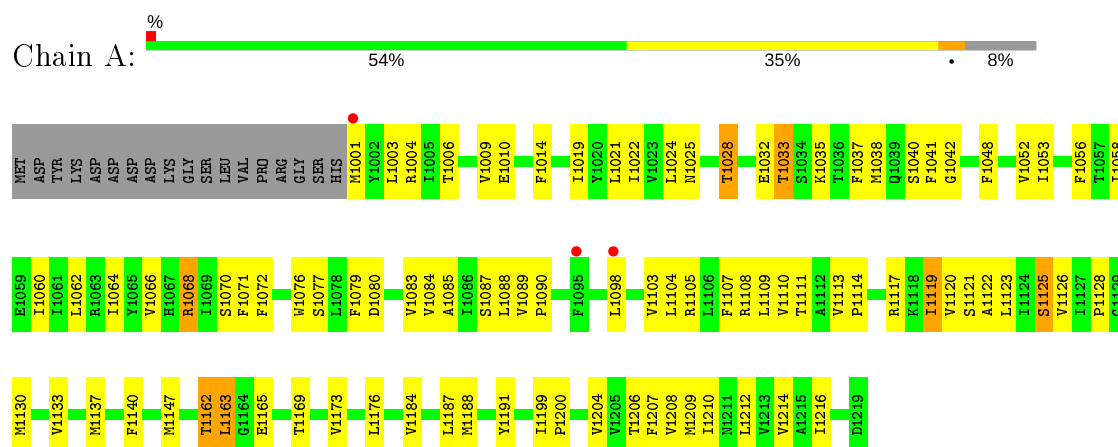 %
Chain A:
54% 35% • 8%
MET ASP TYR LYS ASP ASP ASP ASP LYS GLY SER LEU VAL PRO ARG GLY SER HIS M1001 Y1002 L1003 R1004 I1005 T1006 V1009 E1010 F1014 I1019 Y1020 L1021 I1022 V1023 L1024 N1025 T1028 E1032 T1033 S1034 K1035 T1036 F1037 M1038 Q1039 S1040 F1041 G1042 F1048 V1052 I1053 F1056 T1057 I1058
E1059 I1060 I1061 L1062 R1063 I1064 Y1065 V1066 H1067 R1068 I1069 S1070 F1071 F1072 W1076 S1077 L1078 F1079 D1080 V1083 V1084 A1085 I1086 S1087 L1088 V1089 P1090 F1095 L1098 V1103 L1104 R1105 L1106 F1107 R1108 L1109 V1110 T1111 A1112 V1113 P1114 R1117 K1118 I1119 V1120 S1121 A1122 L1123 I1124 S1125 V1126 I1127 P1128 G1129
M1130 V1133 M1137 F1140 M1147 T1162 L1163 G1164 E1165 T1169 V1173 L1176 V1184 L1187 M1188 Y1191 I1199 P1200 V1204 V1205 T1206 F1207 V1208 M1209 I1210 N1211 L1212 V1213 V1214 A1215 I1216 D1219